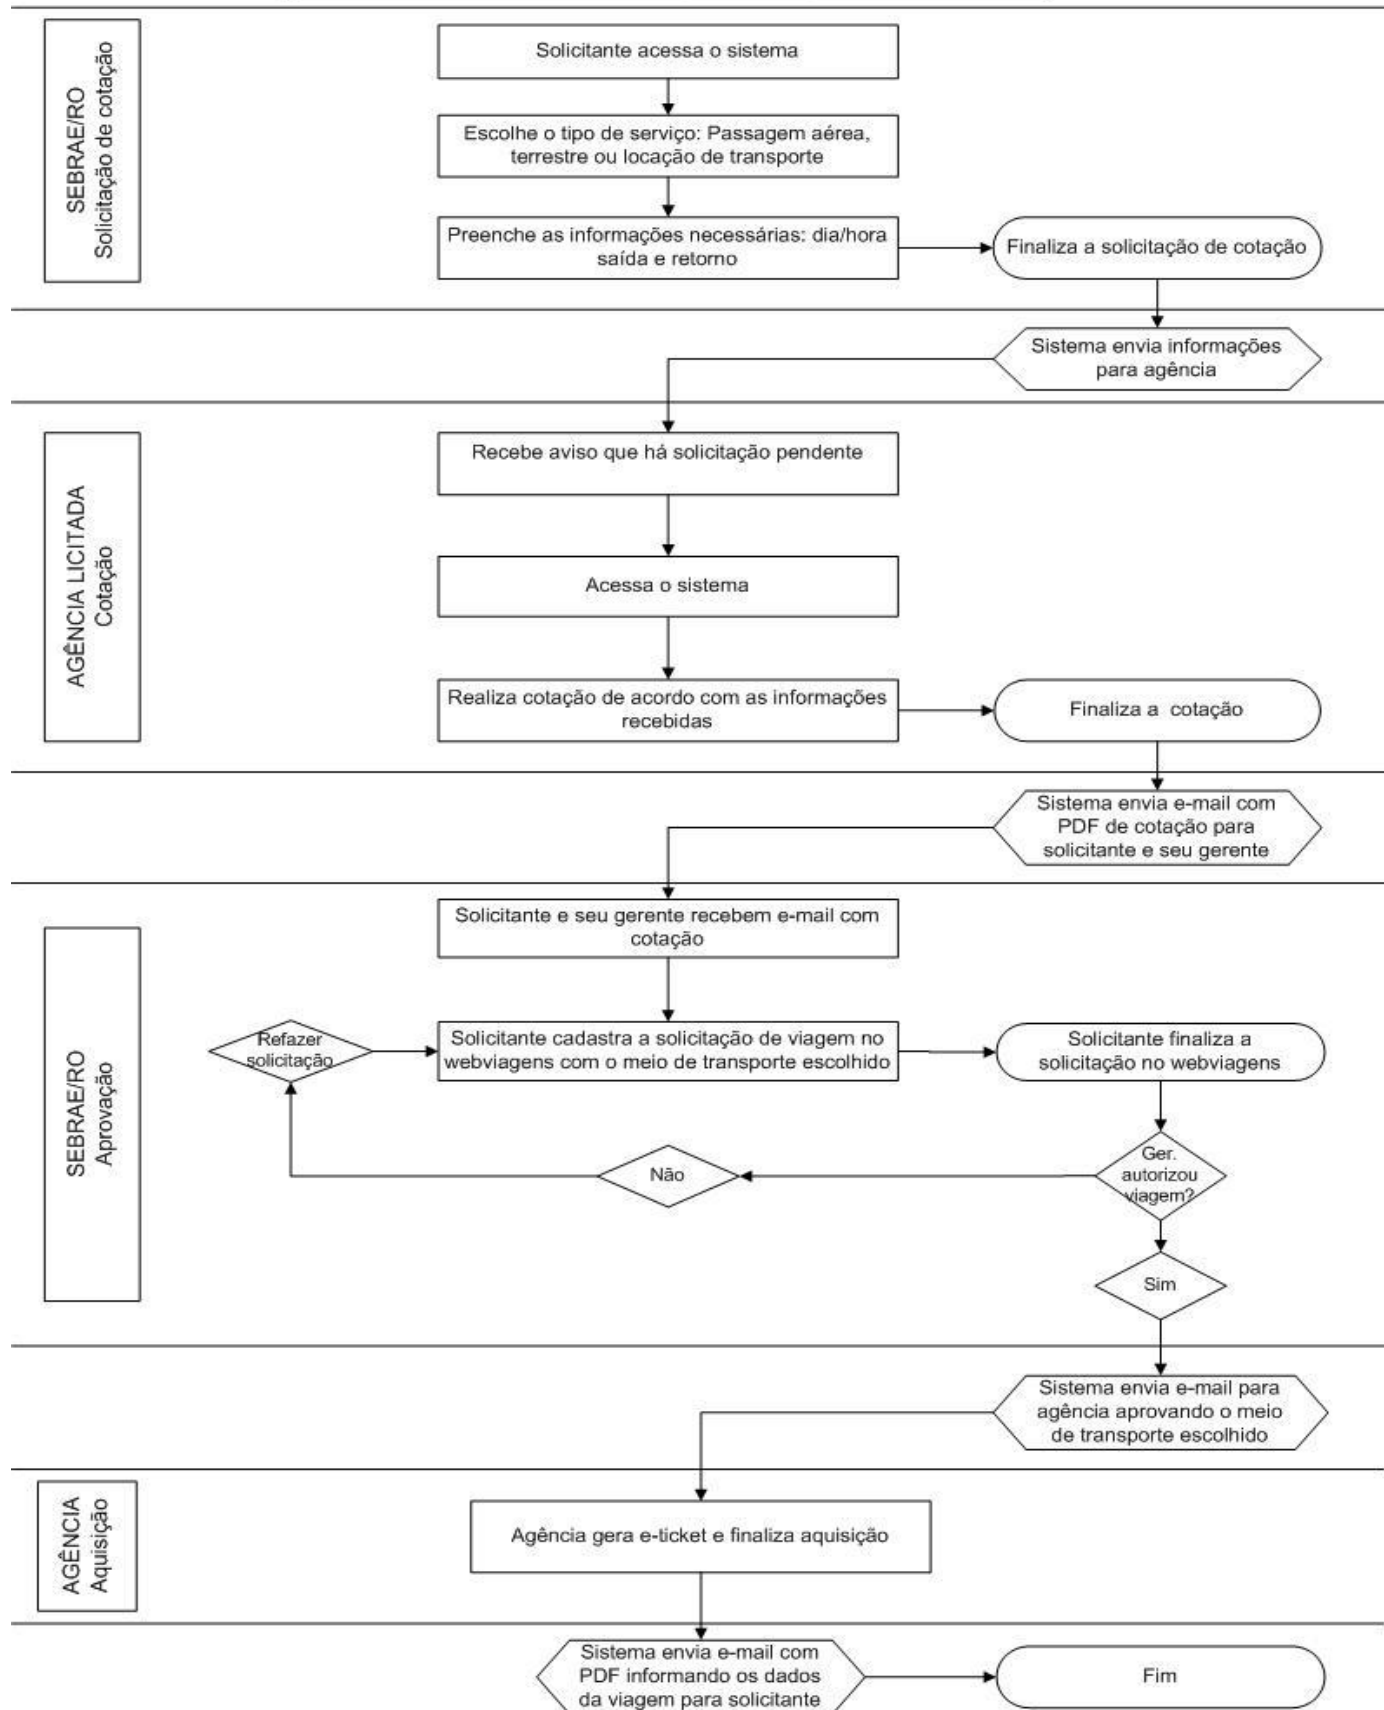 SEBRAE/RO
Solicitação de cotação
Solicitante acessa o sistema
Escolhe o tipo de serviço: Passagem aérea,
terrestre ou locação de transporte
Preenche as informações necessárias: dia/hora
saída e retorno
Finaliza a solicitação de cotação
Sistema envia informações
para agência
AGÊNCIA LICITADA
Cotação
Recebe aviso que há solicitação pendente
Acessa o sistema
Realiza cotação de acordo com as informações
recebidas
Finaliza a cotação
Sistema envia e-mail com
PDF de cotação para
solicitante e seu gerente
SEBRAE/RO
Aprovação
Solicitante e seu gerente recebem e-mail com
cotação
Refazer
solicitação
Solicitante cadastra a solicitação de viagem no
webviagens com o meio de transporte escolhido
Solicitante finaliza a
solicitação no webviagens
Ger.
autorizou
viagem?
Não
Sim
Sistema envia e-mail para
agência aprovando o meio
de transporte escolhido
AGÊNCIA
Aquisição
Agência gera e-ticket e finaliza aquisição
Sistema envia e-mail com
PDF informando os dados
da viagem para solicitante
Fim